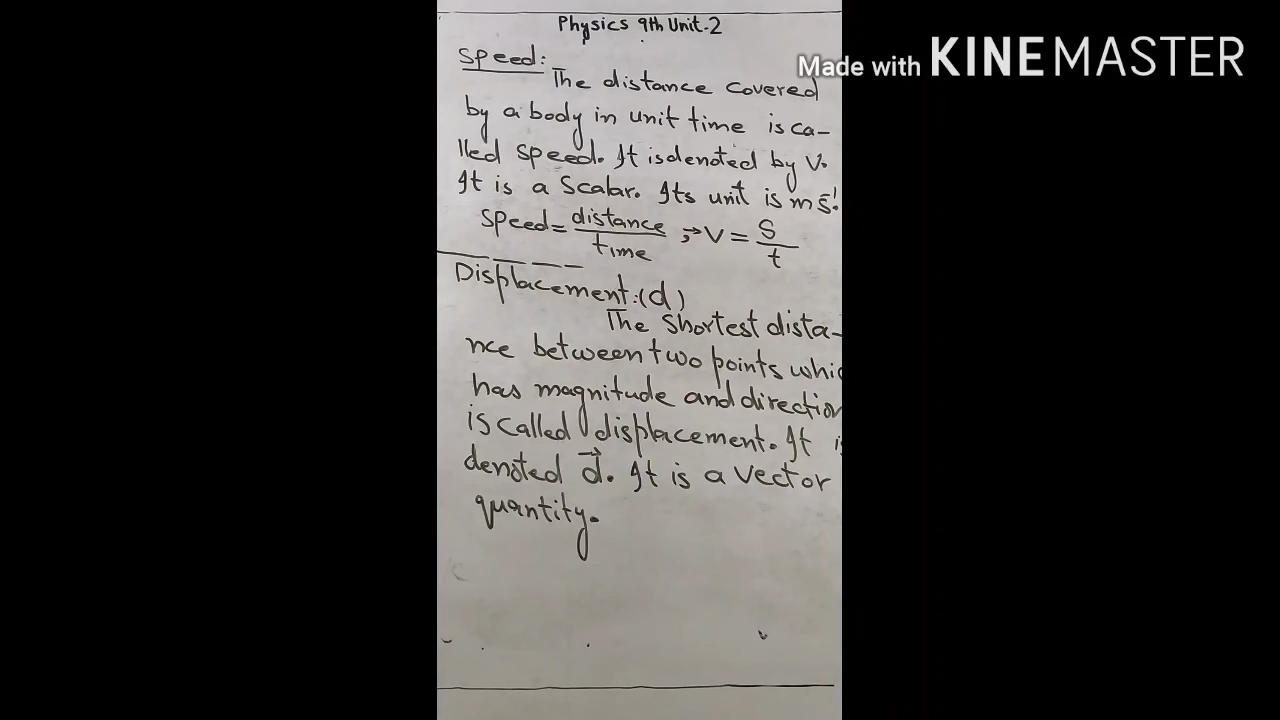 Physics 9th Unit-2
Made with KINEMASTER
Speed:
The distance covered
by a body in unit time is ca-
lled speed. It is denoted by V.
It is a Scalar. Its unit is ms⁻¹.
Speed = distance/time ; → V = S/t
Displacement:(d)
The Shortest dista-
nce between two points whic
has magnitude and direction
is called displacement. It is
denoted d⃗. It is a Vector
quantity.